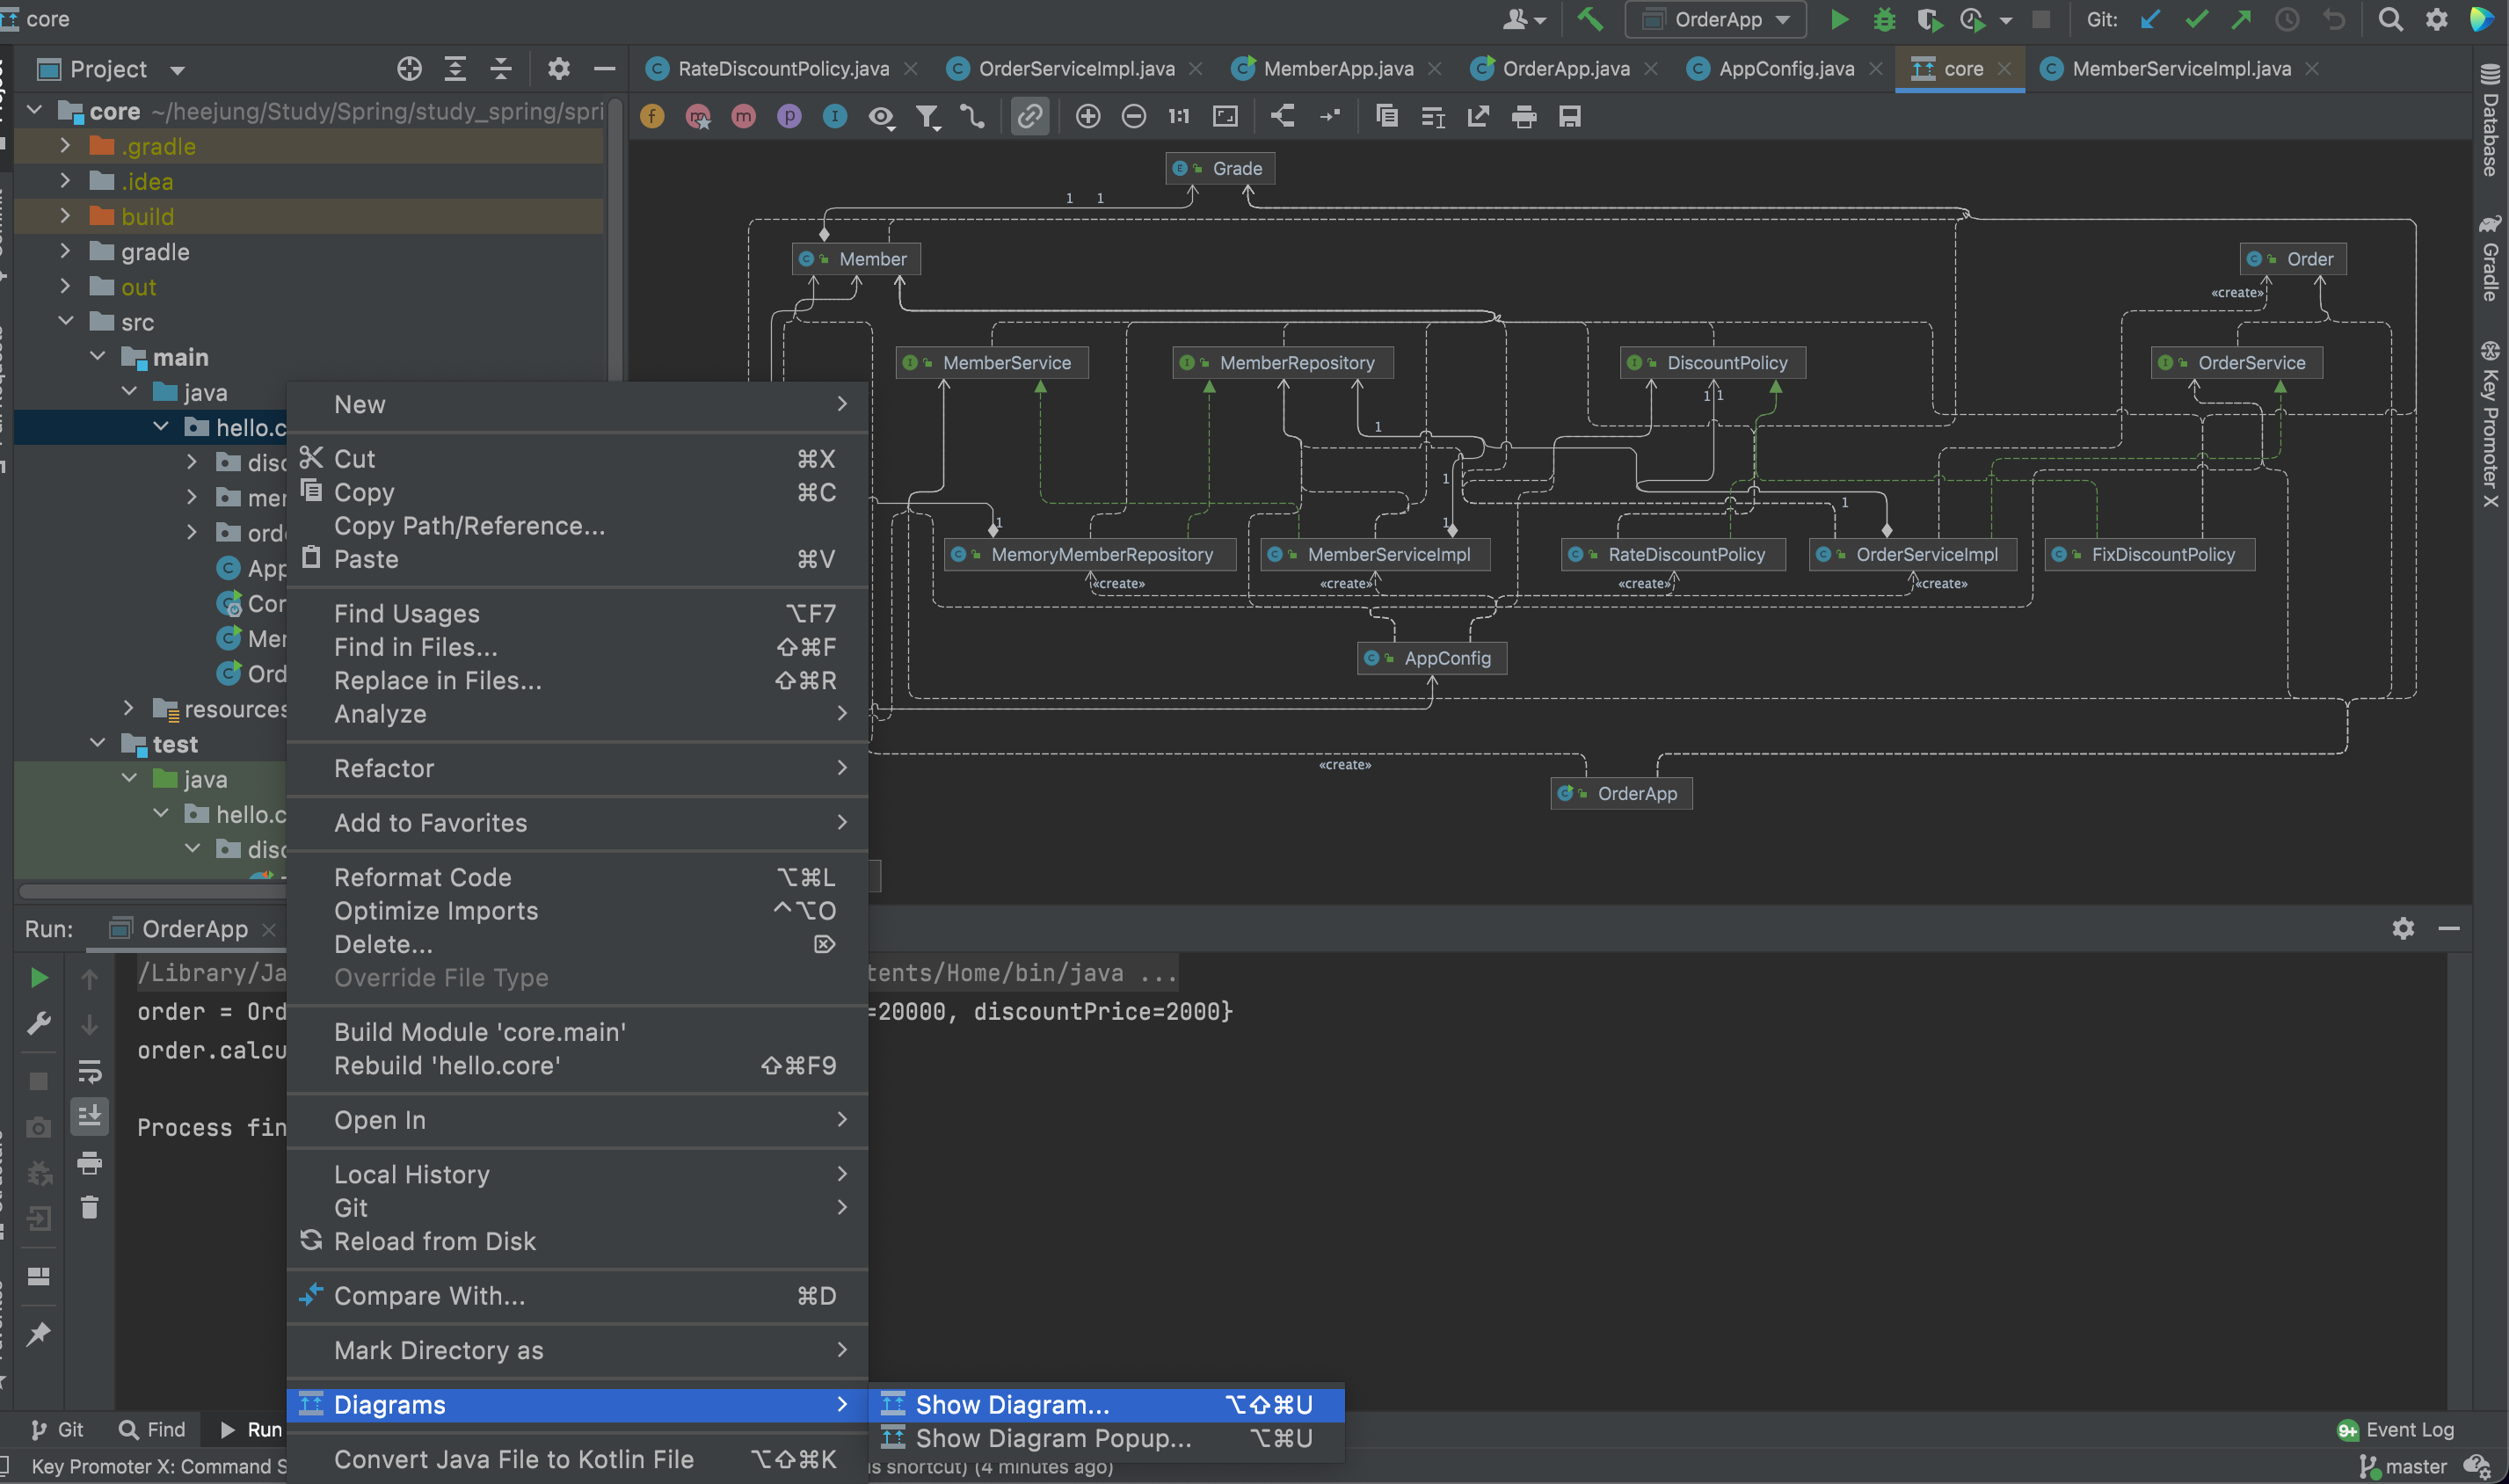 core
OrderApp
Git:
Project
RateDiscountPolicy.java
OrderServiceImpl.java
MemberApp.java
OrderApp.java
AppConfig.java
core
MemberServiceImpl.java
core ~/heejung/Study/Spring/study_spring/spri
.gradle
.idea
build
gradle
out
src
main
java
hello.c
disc
mer
orde
App
Cor
Mer
Ord
resources
test
java
hello.c
disc
1:1
Grade
1 1
Member
Order
«create»
MemberService
MemberRepository
DiscountPolicy
OrderService
1 1
1
1
1
1
1
MemoryMemberRepository
MemberServiceImpl
RateDiscountPolicy
OrderServiceImpl
FixDiscountPolicy
«create»
«create»
«create»
«create»
AppConfig
«create»
OrderApp
Database
Gradle
Key Promoter X
New
Cut ⌘X
Copy ⌘C
Copy Path/Reference...
Paste ⌘V
Find Usages ⌥F7
Find in Files... ⇧⌘F
Replace in Files... ⇧⌘R
Analyze
Refactor
Add to Favorites
Reformat Code ⌥⌘L
Optimize Imports ^⌥O
Delete... ⌦
Override File Type
Build Module 'core.main'
Rebuild 'hello.core' ⇧⌘F9
Open In
Local History
Git
Reload from Disk
Compare With... ⌘D
Mark Directory as
Diagrams
Convert Java File to Kotlin File ⌥⇧⌘K
Show Diagram... ⌥⇧⌘U
Show Diagram Popup... ⌥⌘U
Run: OrderApp
/Library/Ja tents/Home/bin/java ...
order = Ord =20000, discountPrice=2000}
order.calcu
Process fin
Git
Find
Run
9+ Event Log
Key Promoter X: Command S is shortcut) (4 minutes ago)
master